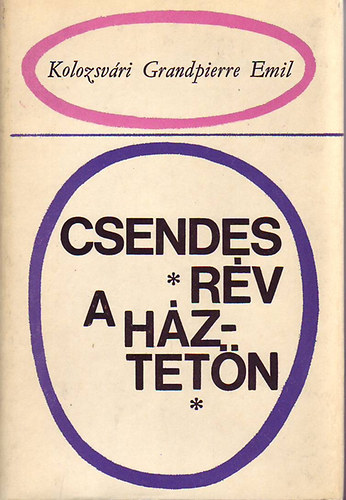 Kolozsvári Grandpierre Emil
CSENDES
* RÉV
A HÁZ-
TETŐN
*